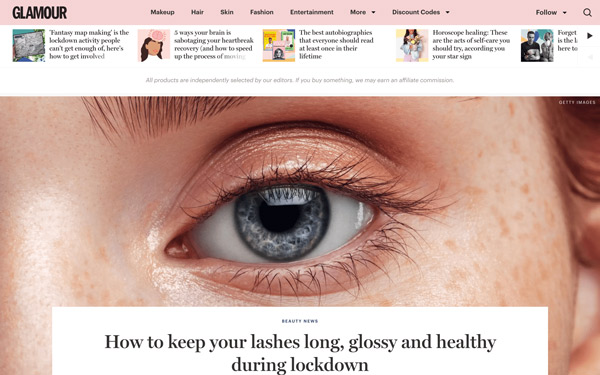 GLAMOUR
Makeup Hair Skin Fashion Entertainment More Discount Codes Follow
'Fantasy map making' is the
lockdown activity people
can't get enough of, here's
how to get involved
5 ways your brain is
sabotaging your heartbreak
recovery (and how to speed
up the process of moving
The best autobiographies
that everyone should read
at least once in their
lifetime
Horoscope healing: These
are the acts of self-care you
should try, according you
your star sign
Forget
is the l
here to
All products are independently selected by our editors. If you buy something, we may earn an affiliate commission.
GETTY IMAGES
BEAUTY NEWS
How to keep your lashes long, glossy and healthy
during lockdown